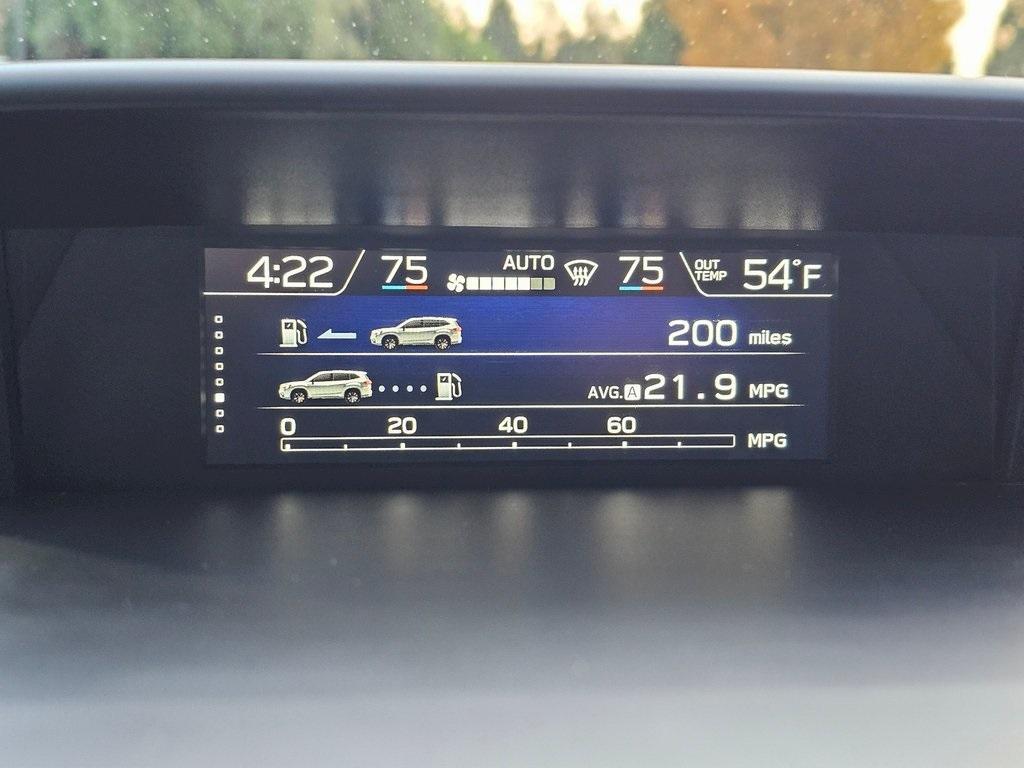 4:22 75 AUTO 75 OUT TEMP 54°F
200 miles
AVG. A 21.9 MPG
0 20 40 60
MPG